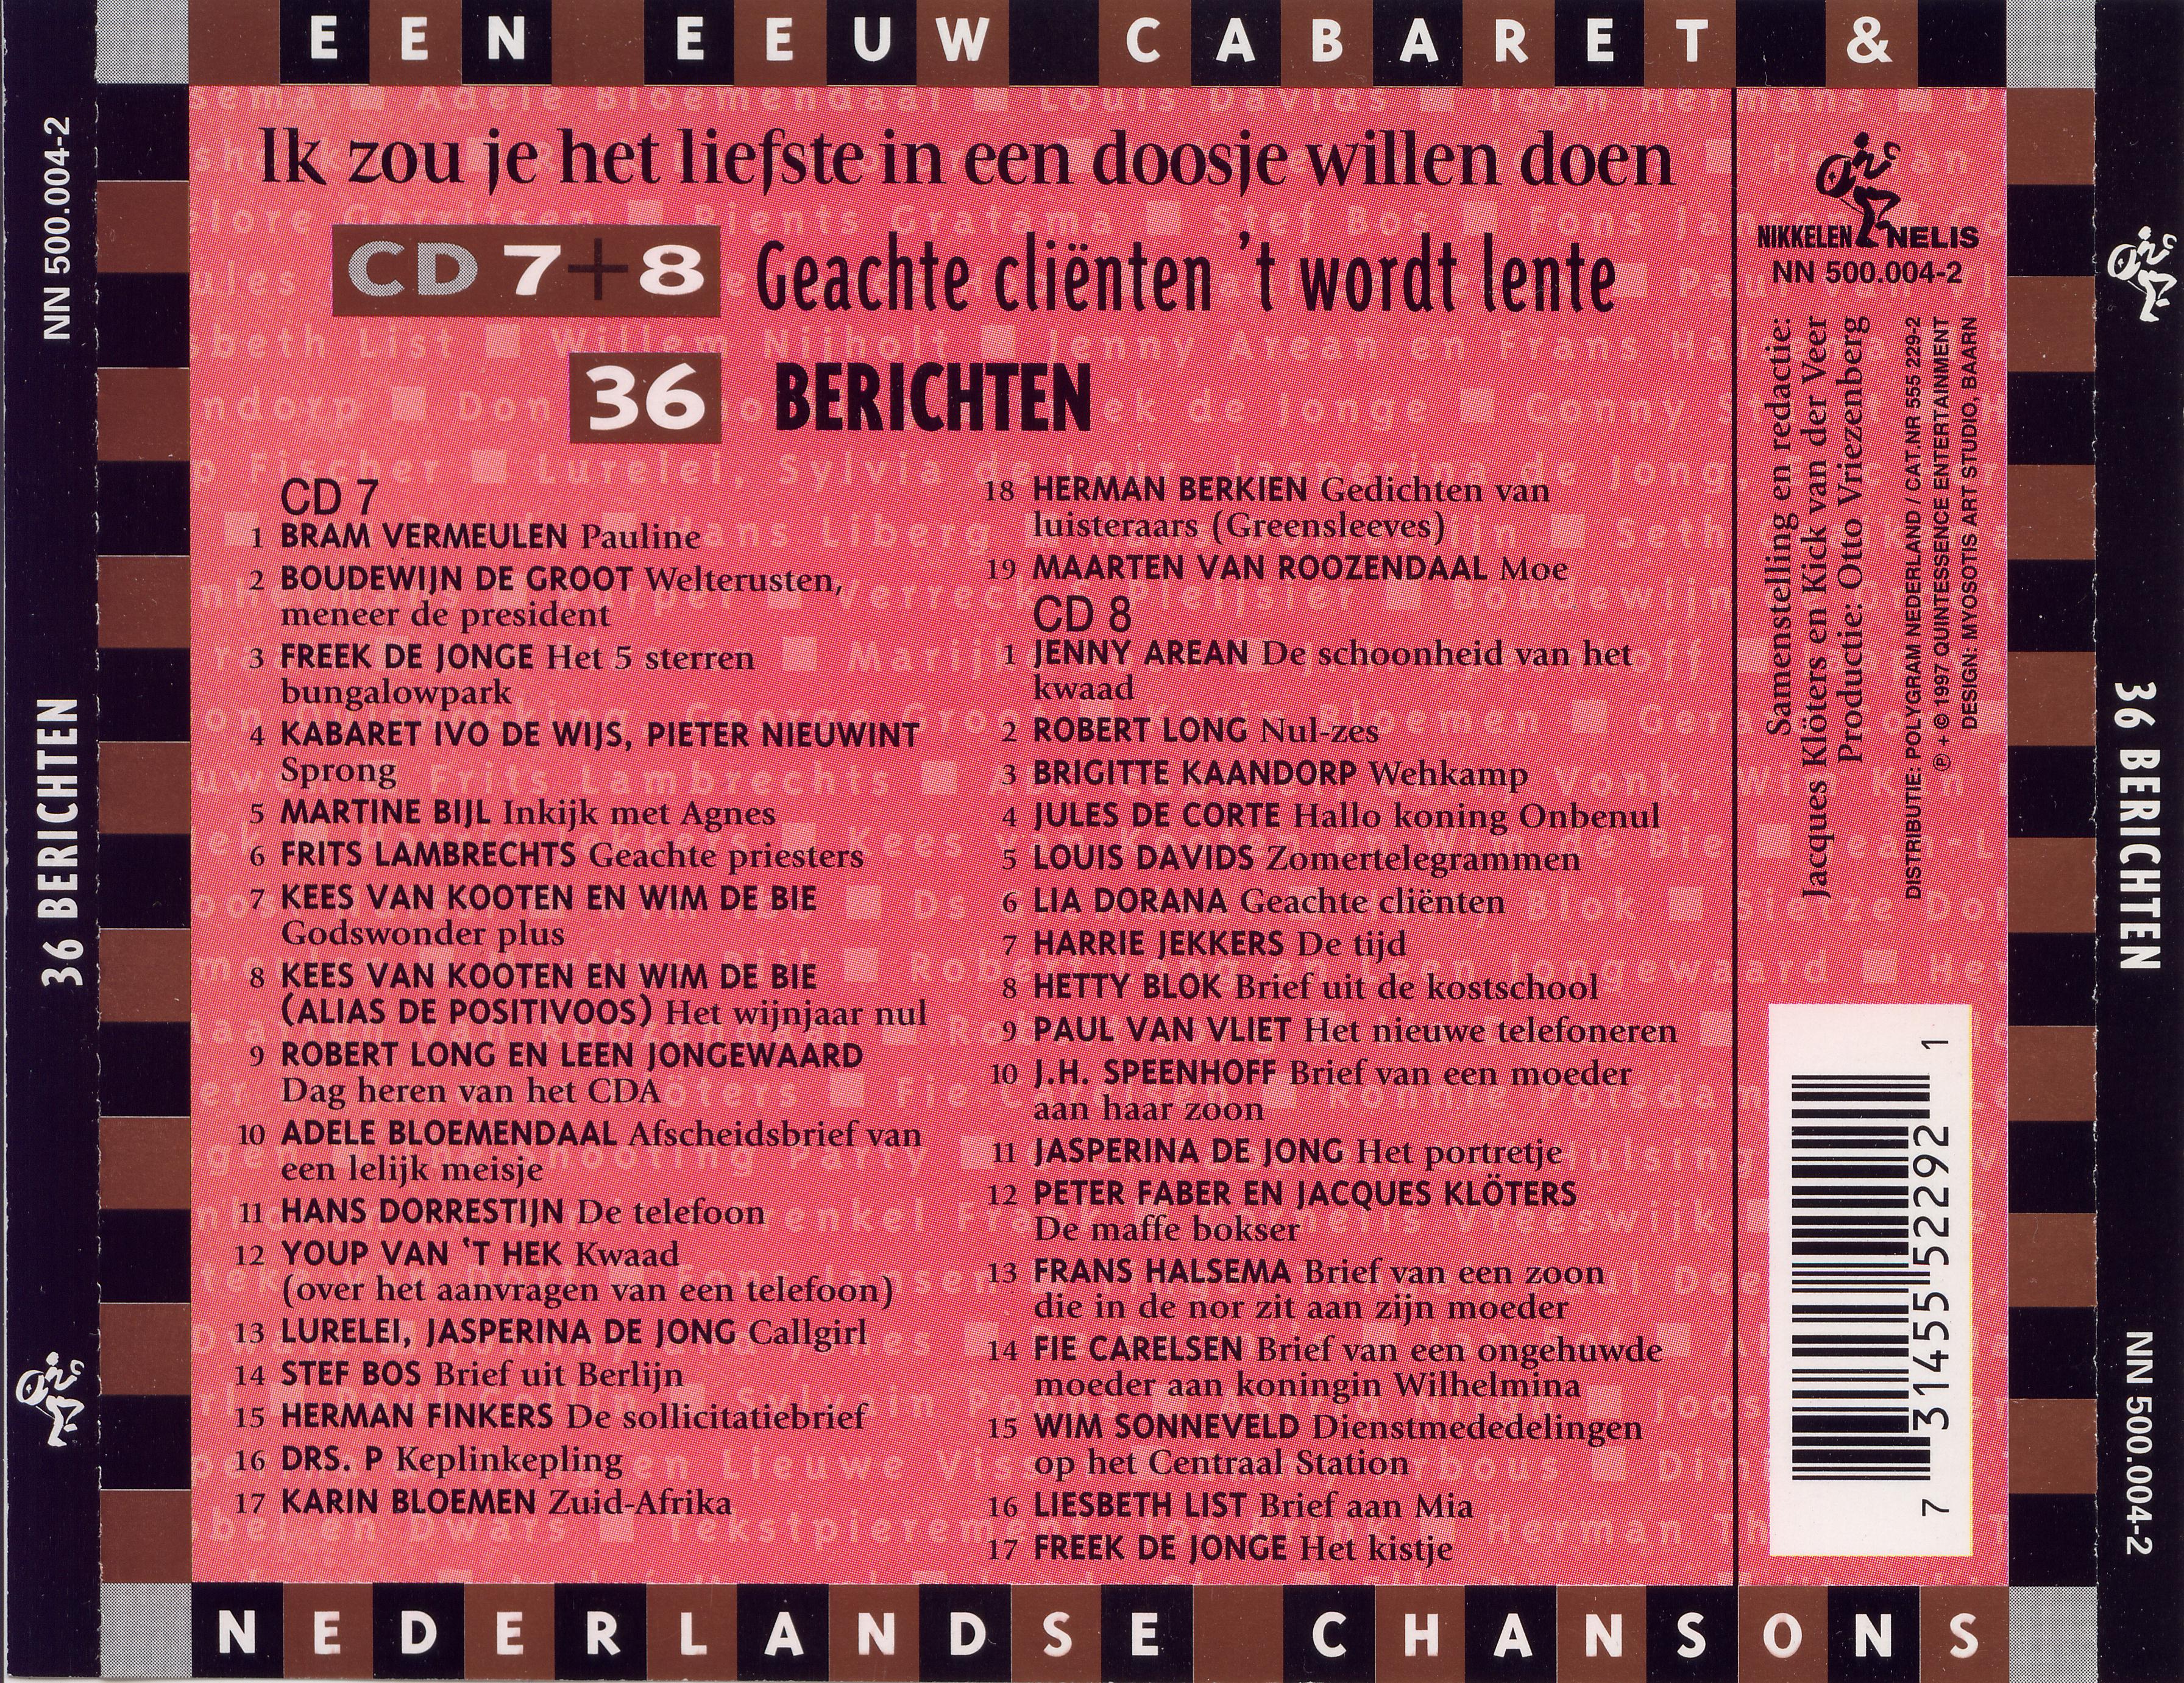 EEN EEUW CABARET &
Ik zou je het liefste in een doosje willen doen
CD 7+8 Geachte cliënten 't wordt lente
36 BERICHTEN
CD 7
1 BRAM VERMEULEN Pauline
2 BOUDEWIJN DE GROOT Welterusten,
meneer de president
3 FREEK DE JONGE Het 5 sterren
bungalowpark
4 KABARET IVO DE WIJS, PIETER NIEUWINT
Sprong
5 MARTINE BIJL Inkijk met Agnes
6 FRITS LAMBRECHTS Geachte priesters
7 KEES VAN KOOTEN EN WIM DE BIE
Godswonder plus
8 KEES VAN KOOTEN EN WIM DE BIE
(ALIAS DE POSITIVOOS) Het wijnjaar nul
9 ROBERT LONG EN LEEN JONGEWAARD
Dag heren van het CDA
10 ADELE BLOEMENDAAL Afscheidsbrief van
een lelijk meisje
11 HANS DORRESTIJN De telefoon
12 YOUP VAN 'T HEK Kwaad
(over het aanvragen van een telefoon)
13 LURELEI, JASPERINA DE JONG Callgirl
14 STEF BOS Brief uit Berlijn
15 HERMAN FINKERS De sollicitatiebrief
16 DRS. P Keplinkepling
17 KARIN BLOEMEN Zuid-Afrika
18 HERMAN BERKIEN Gedichten van
luisteraars (Greensleeves)
19 MAARTEN VAN ROOZENDAAL Moe
CD 8
1 JENNY AREAN De schoonheid van het
kwaad
2 ROBERT LONG Nul-zes
3 BRIGITTE KAANDORP Wehkamp
4 JULES DE CORTE Hallo koning Onbenul
5 LOUIS DAVIDS Zomertelegrammen
6 LIA DORANA Geachte cliënten
7 HARRIE JEKKERS De tijd
8 HETTY BLOK Brief uit de kostschool
9 PAUL VAN VLIET Het nieuwe telefoneren
10 J.H. SPEENHOFF Brief van een moeder
aan haar zoon
11 JASPERINA DE JONG Het portretje
12 PETER FABER EN JACQUES KLÖTERS
De maffe bokser
13 FRANS HALSEMA Brief van een zoon
die in de nor zit aan zijn moeder
14 FIE CARELSEN Brief van een ongehuwde
moeder aan koningin Wilhelmina
15 WIM SONNEVELD Dienstmededelingen
op het Centraal Station
16 LIESBETH LIST Brief aan Mia
17 FREEK DE JONGE Het kistje
NIKKELEN NELIS
NN 500.004-2
Samenstelling en redactie:
Jacques Klöters en Kick van der Veer
Productie: Otto Vriezenberg
DISTRIBUTIE: POLYGRAM NEDERLAND / CAT.NR 555 229-2
℗ + © 1997 QUINTESSENCE ENTERTAINMENT
DESIGN: MYOSOTIS ART STUDIO, BAARN
7 31455 52292 1
NEDERLANDSE CHANSONS
NN 500.004-2
36 BERICHTEN
36 BERICHTEN
NN 500.004-2